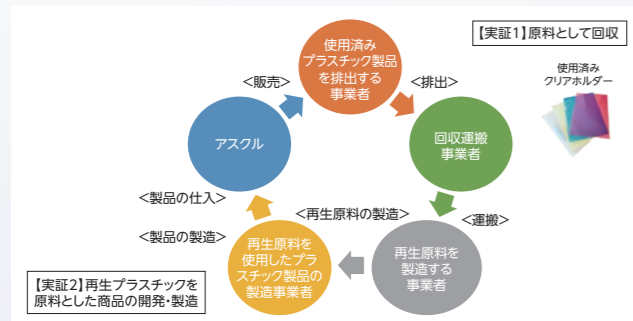 【実証1】原料として回収
使用済み
クリアホルダー
使用済み
プラスチック製品
を排出する
事業者
<販売>
<排出>
アスクル
回収運搬
事業者
<製品の仕入>
<再生原料の製造>
<運搬>
<製品の製造>
再生原料を
使用したプラ
スチック製品の
製造事業者
再生原料を
製造する
事業者
【実証2】再生プラスチックを
原料とした商品の開発・製造